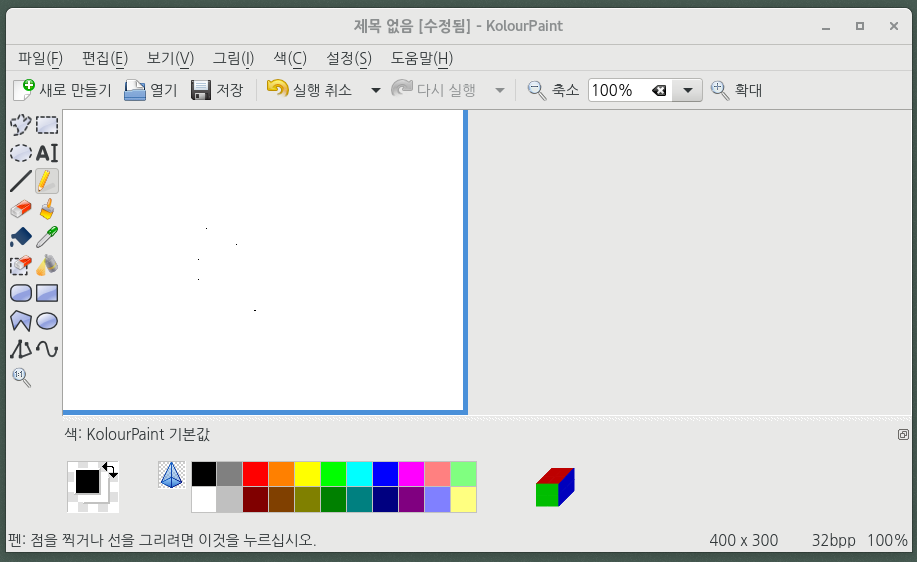 제목 없음 [수정됨] - KolourPaint
파일(F) 편집(E) 보기(V) 그림(I) 색(C) 설정(S) 도움말(H)
새로 만들기 열기 저장 실행 취소 다시 실행 축소 100% 확대
AI
색: KolourPaint 기본값
펜: 점을 찍거나 선을 그리려면 이것을 누르십시오. 400 x 300 32bpp 100%